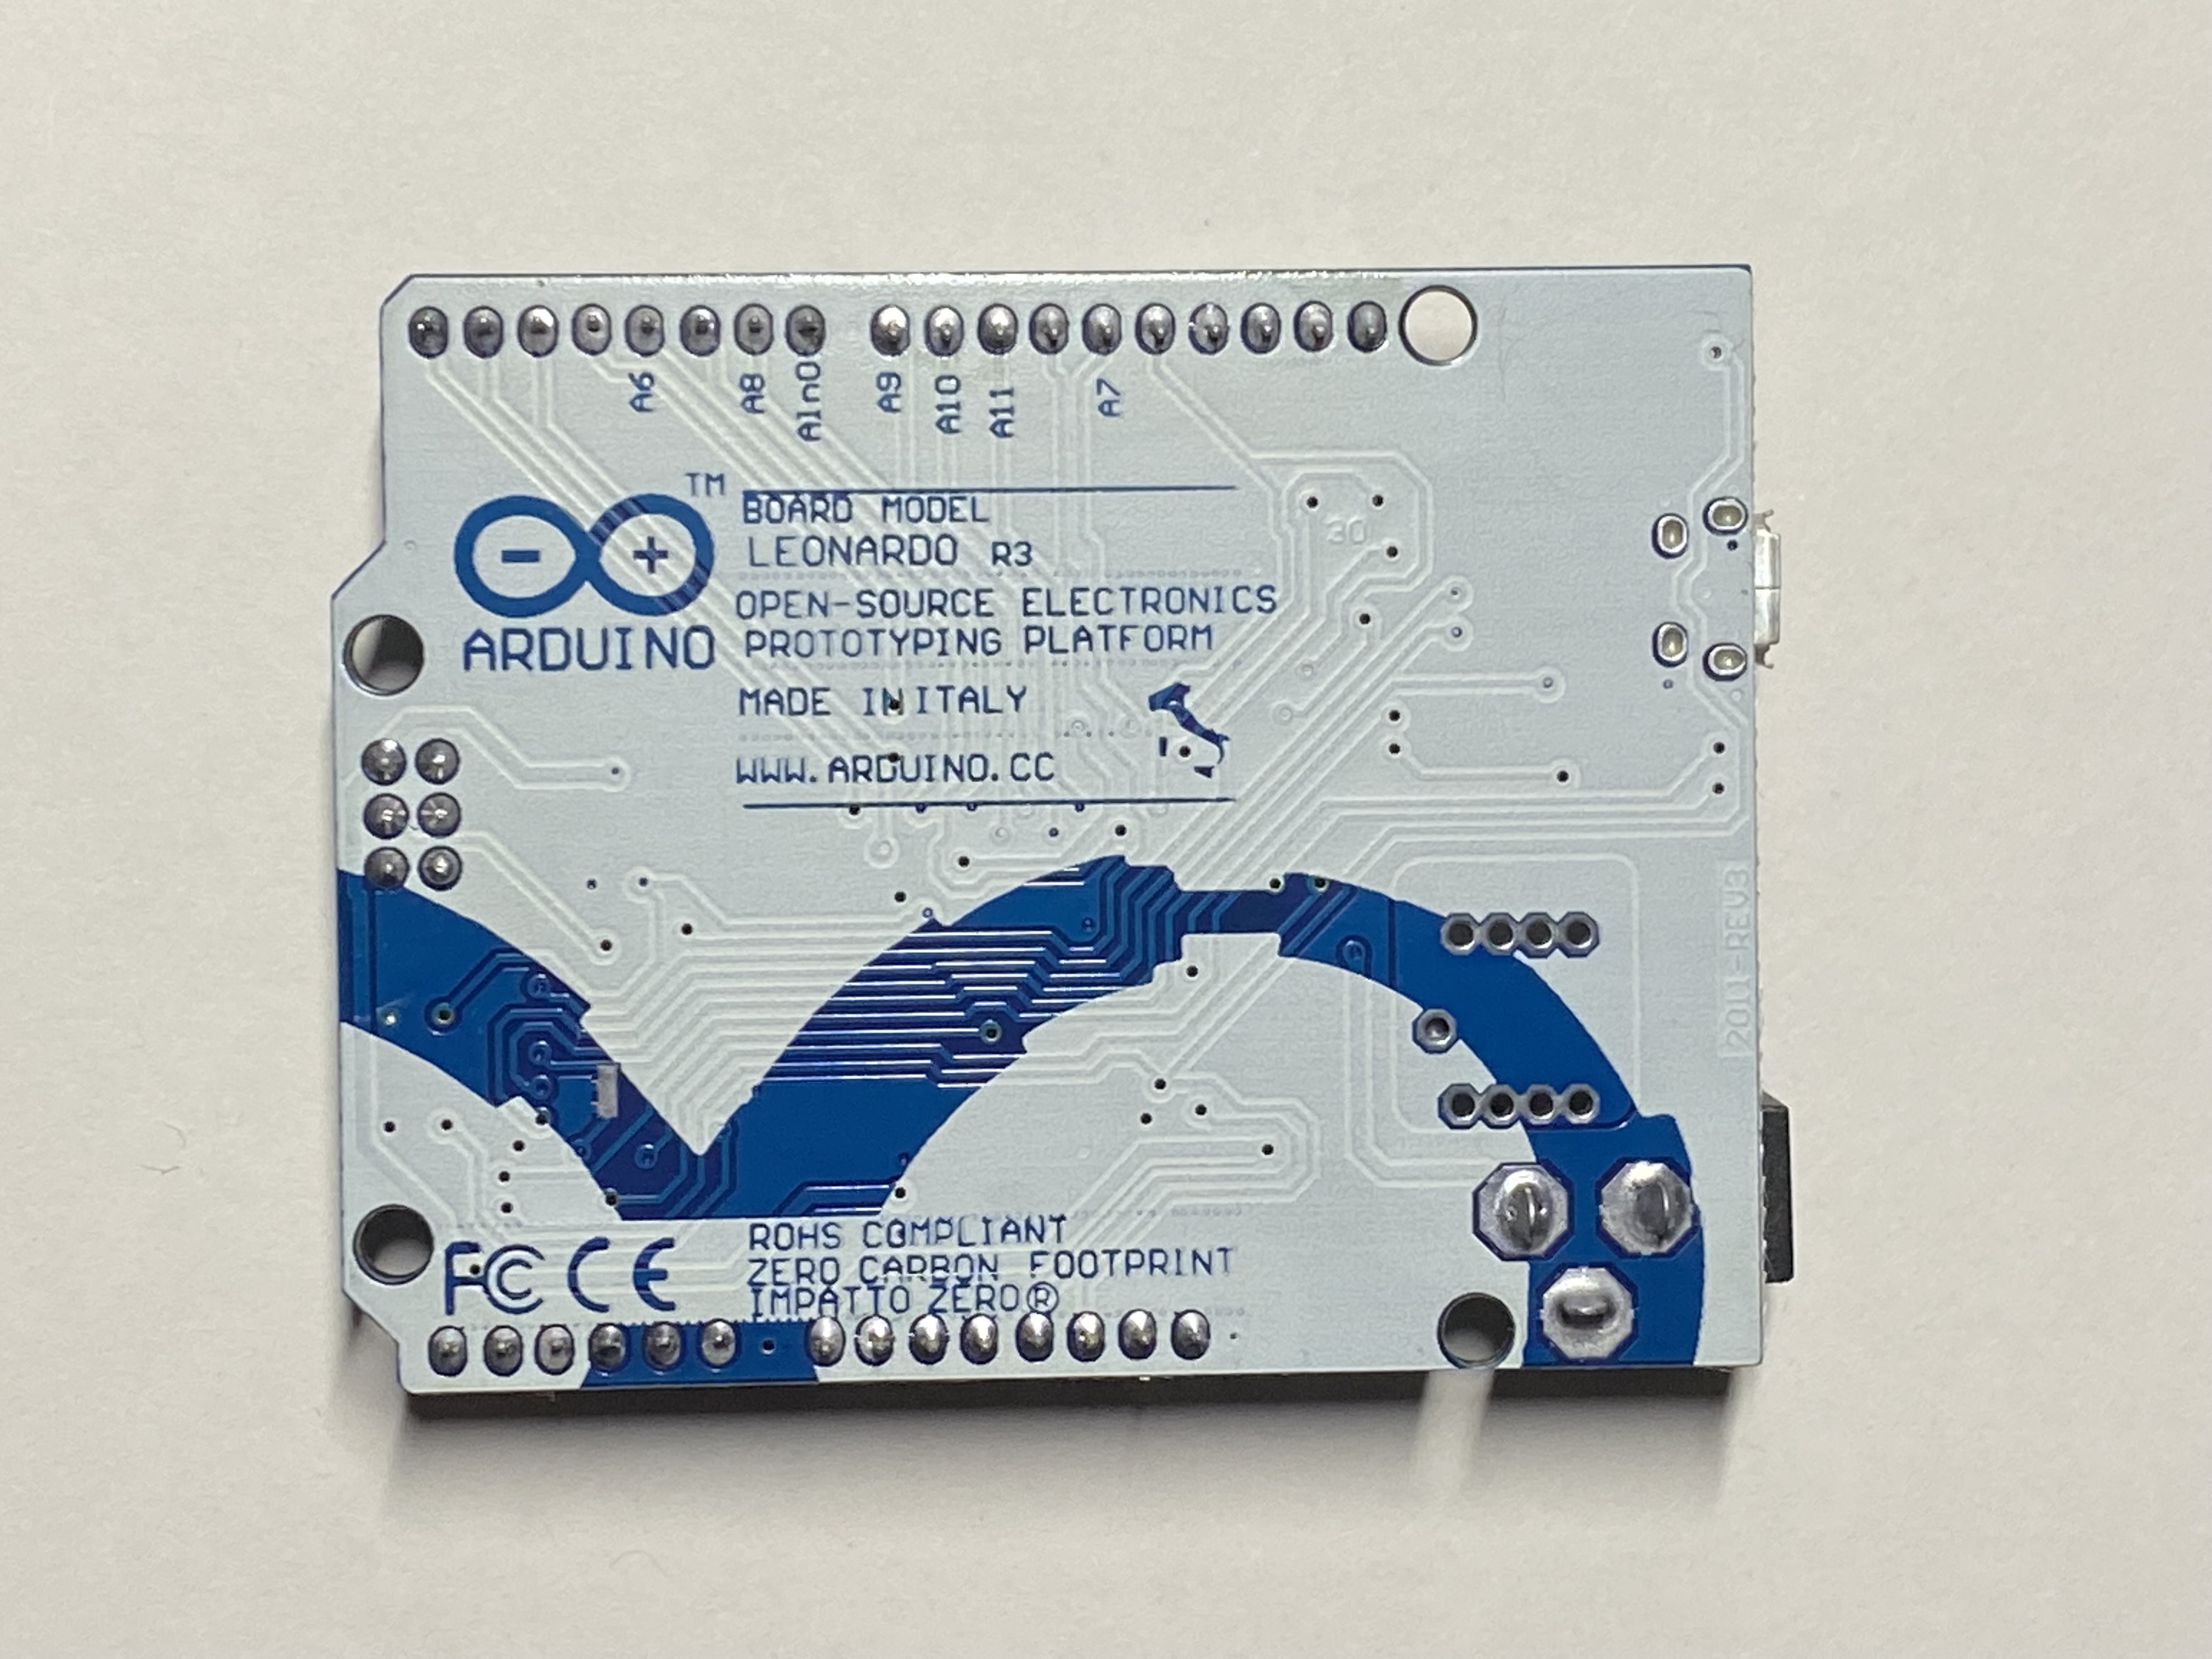 A6
A8
AIn0
A9
A10
A11
A7
TM
- +
ARDUINO
BOARD MODEL
LEONARDO R3
OPEN-SOURCE ELECTRONICS
PROTOTYPING PLATFORM
MADE IN ITALY
WWW.ARDUINO.CC
30
2011-REV3
FC CE
ROHS COMPLIANT
ZERO CARBON FOOTPRINT
IMPATTO ZERO®